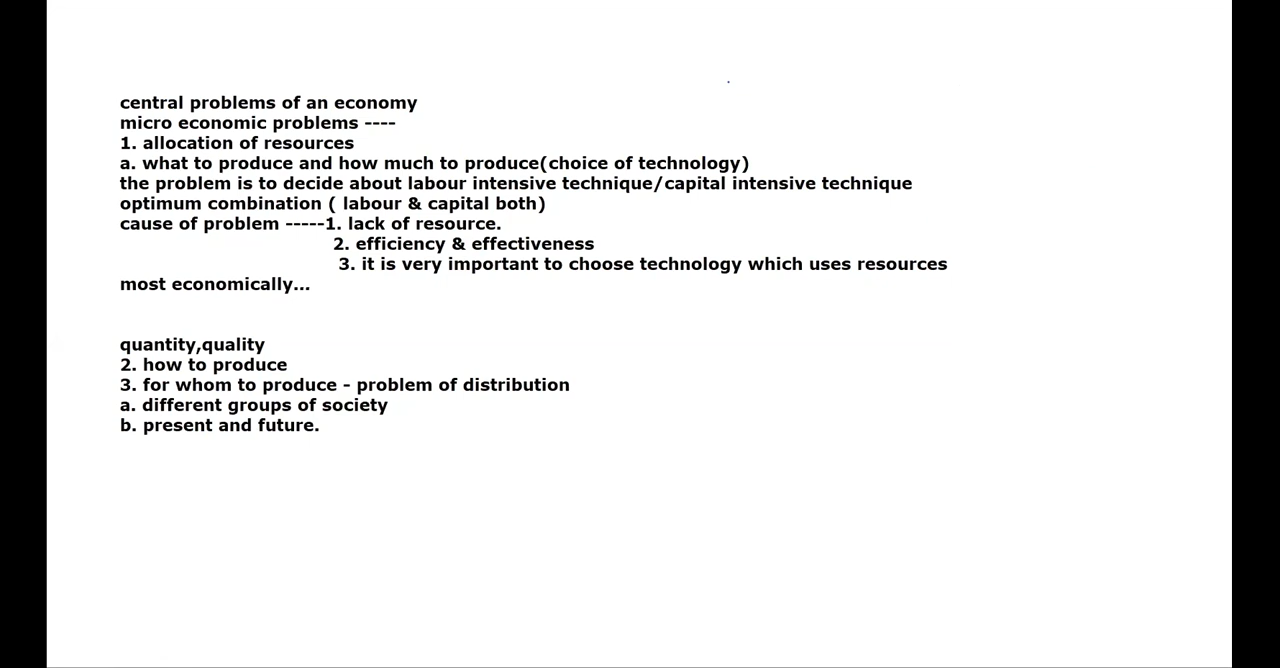 central problems of an economy
micro economic problems ----
1. allocation of resources
a. what to produce and how much to produce(choice of technology)
the problem is to decide about labour intensive technique/capital intensive technique
optimum combination ( labour & capital both)
cause of problem -----1. lack of resource.
2. efficiency & effectiveness
3. it is very important to choose technology which uses resources
most economically...
quantity,quality
2. how to produce
3. for whom to produce - problem of distribution
a. different groups of society
b. present and future.